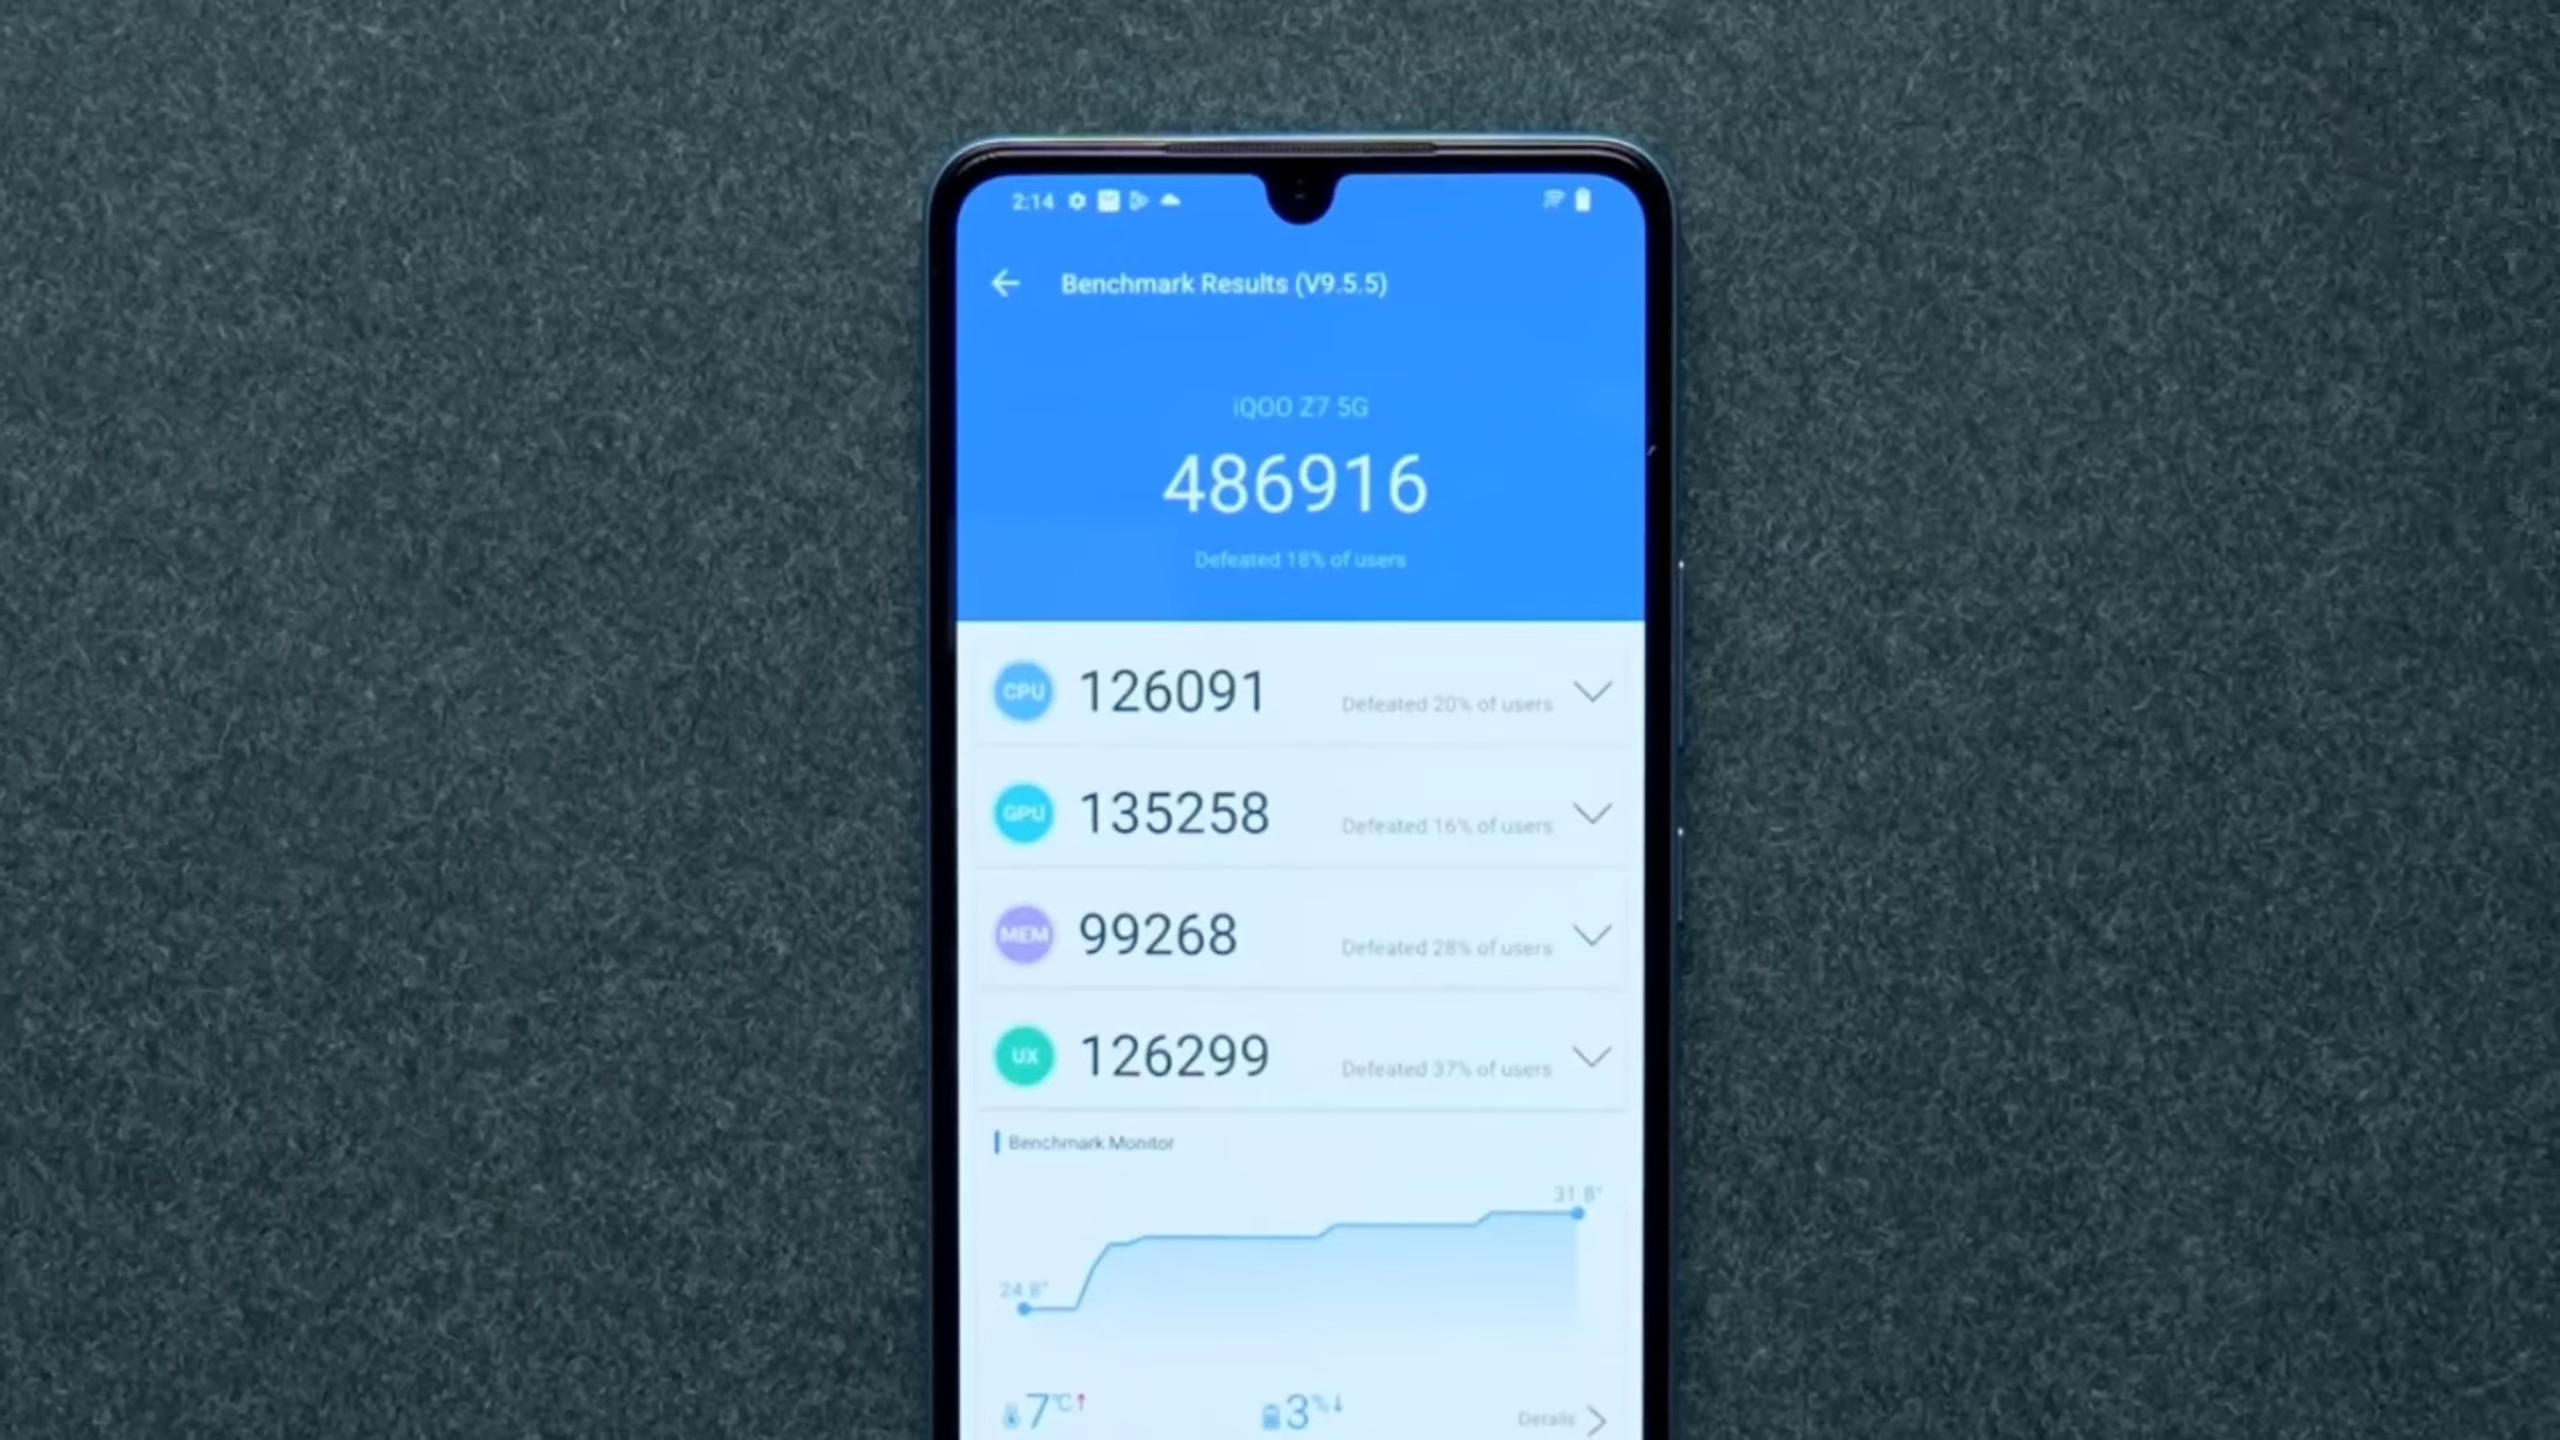 2:14
Benchmark Results (V9.5.5)
iQOO Z7 5G
486916
Defeated 18% of users
CPU 126091 Defeated 20% of users
GPU 135258 Defeated 16% of users
MEM 99268 Defeated 28% of users
UX 126299 Defeated 37% of users
Benchmark Monitor
31.8°
24.8°
7°C↑ 3%↓ Details